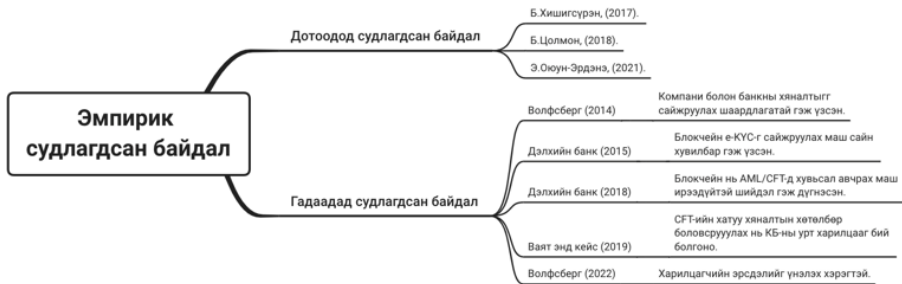 Эмпирик
судлагдсан байдал
Дотоодод судлагдсан байдал
Б.Хишигсүрэн, (2017).
Б.Цолмон, (2018).
Э.Оюун-Эрдэнэ, (2021).
Гадаадад судлагдсан байдал
Волфсберг (2014)
Компани болон банкны хяналтыгг
сайжруулах шаардлагатай гэж үзсэн.
Дэлхийн банк (2015)
Блокчейн e-KYC-г сайжруулах маш сайн
хувилбар гэж үзсэн.
Дэлхийн банк (2018)
Блокчейн нь AML/CFT-д хувьсал авчрах маш
ирээдүйтэй шийдэл гэж дүгнэсэн.
Ваят энд кейс (2019)
CFT-ийн хатуу хяналтын хөтөлбөр
боловсрууулах нь КБ-ны урт харилцааг бий
болгоно.
Волфсберг (2022)
Харилцагчийн эрсдэлийг үнэлэх хэрэгтэй.